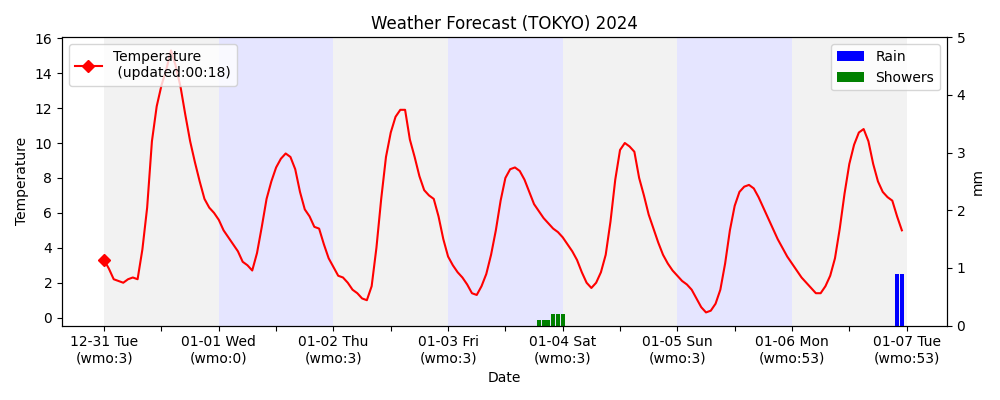 Weather Forecast (TOKYO) 2024
Temperature
(updated:00:18)
Rain
Showers
16
14
12
10
8
6
4
2
0
Temperature
5
4
3
2
1
0
mm
12-31 Tue
(wmo:3)
01-01 Wed
(wmo:0)
01-02 Thu
(wmo:3)
01-03 Fri
(wmo:3)
01-04 Sat
(wmo:3)
01-05 Sun
(wmo:3)
01-06 Mon
(wmo:53)
01-07 Tue
(wmo:53)
Date